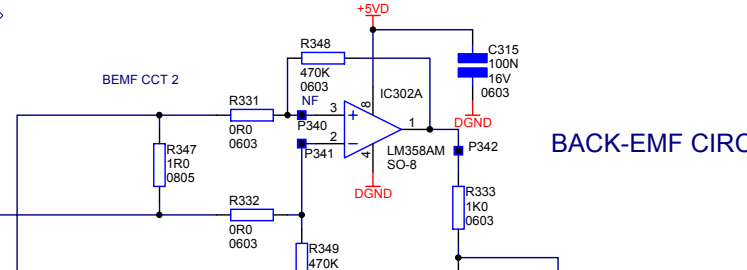 +5VD
R348
470K
0603
C315
100N
16V
0603
DGND
BEMF CCT 2
R331
0R0
0603
NF
P340
P341
3
2
8
4
1
IC302A
LM358AM
SO-8
DGND
P342
BACK-EMF CIRC
R347
1R0
0805
R332
0R0
0603
R333
1K0
0603
R349
470K